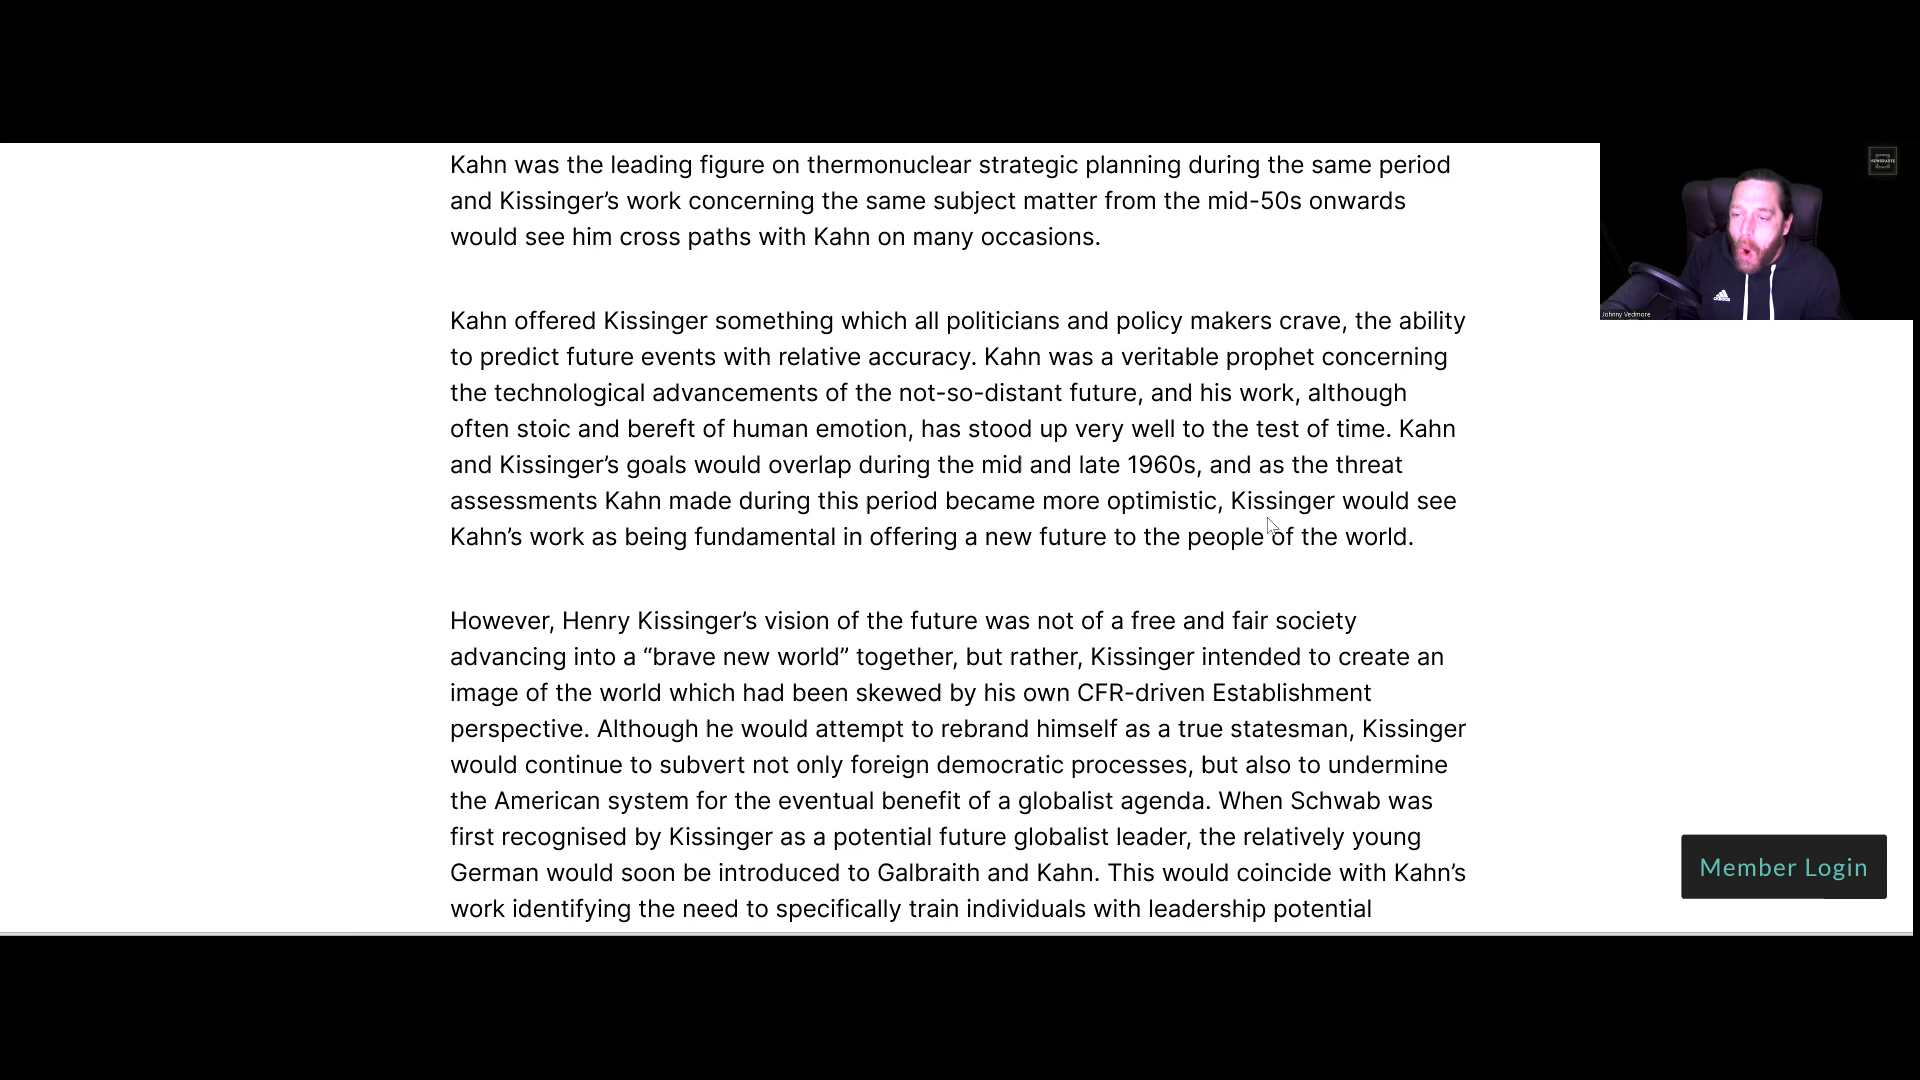 Kahn was the leading figure on thermonuclear strategic planning during the same period
and Kissinger’s work concerning the same subject matter from the mid-50s onwards
would see him cross paths with Kahn on many occasions.
Kahn offered Kissinger something which all politicians and policy makers crave, the ability
to predict future events with relative accuracy. Kahn was a veritable prophet concerning
the technological advancements of the not-so-distant future, and his work, although
often stoic and bereft of human emotion, has stood up very well to the test of time. Kahn
and Kissinger’s goals would overlap during the mid and late 1960s, and as the threat
assessments Kahn made during this period became more optimistic, Kissinger would see
Kahn’s work as being fundamental in offering a new future to the people of the world.
However, Henry Kissinger’s vision of the future was not of a free and fair society
advancing into a “brave new world” together, but rather, Kissinger intended to create an
image of the world which had been skewed by his own CFR-driven Establishment
perspective. Although he would attempt to rebrand himself as a true statesman, Kissinger
would continue to subvert not only foreign democratic processes, but also to undermine
the American system for the eventual benefit of a globalist agenda. When Schwab was
first recognised by Kissinger as a potential future globalist leader, the relatively young
German would soon be introduced to Galbraith and Kahn. This would coincide with Kahn’s
work identifying the need to specifically train individuals with leadership potential
Johnny Vedmore
Member Login